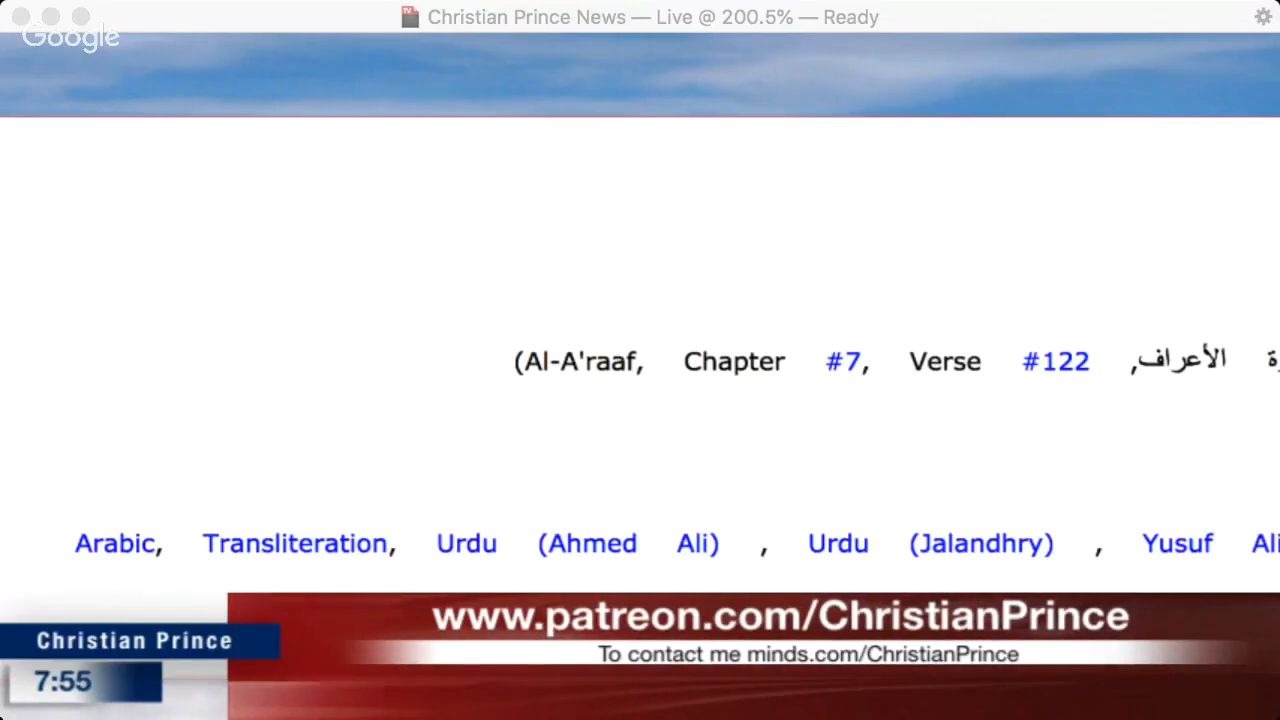 Christian Prince News — Live @ 200.5% — Ready
Google
(Al-A'raaf, Chapter #7, Verse #122 الأعراف,
Arabic, Transliteration, Urdu (Ahmed Ali) , Urdu (Jalandhry) , Yusuf Ali
www.patreon.com/ChristianPrince
Christian Prince
To contact me minds.com/ChristianPrince
7:55